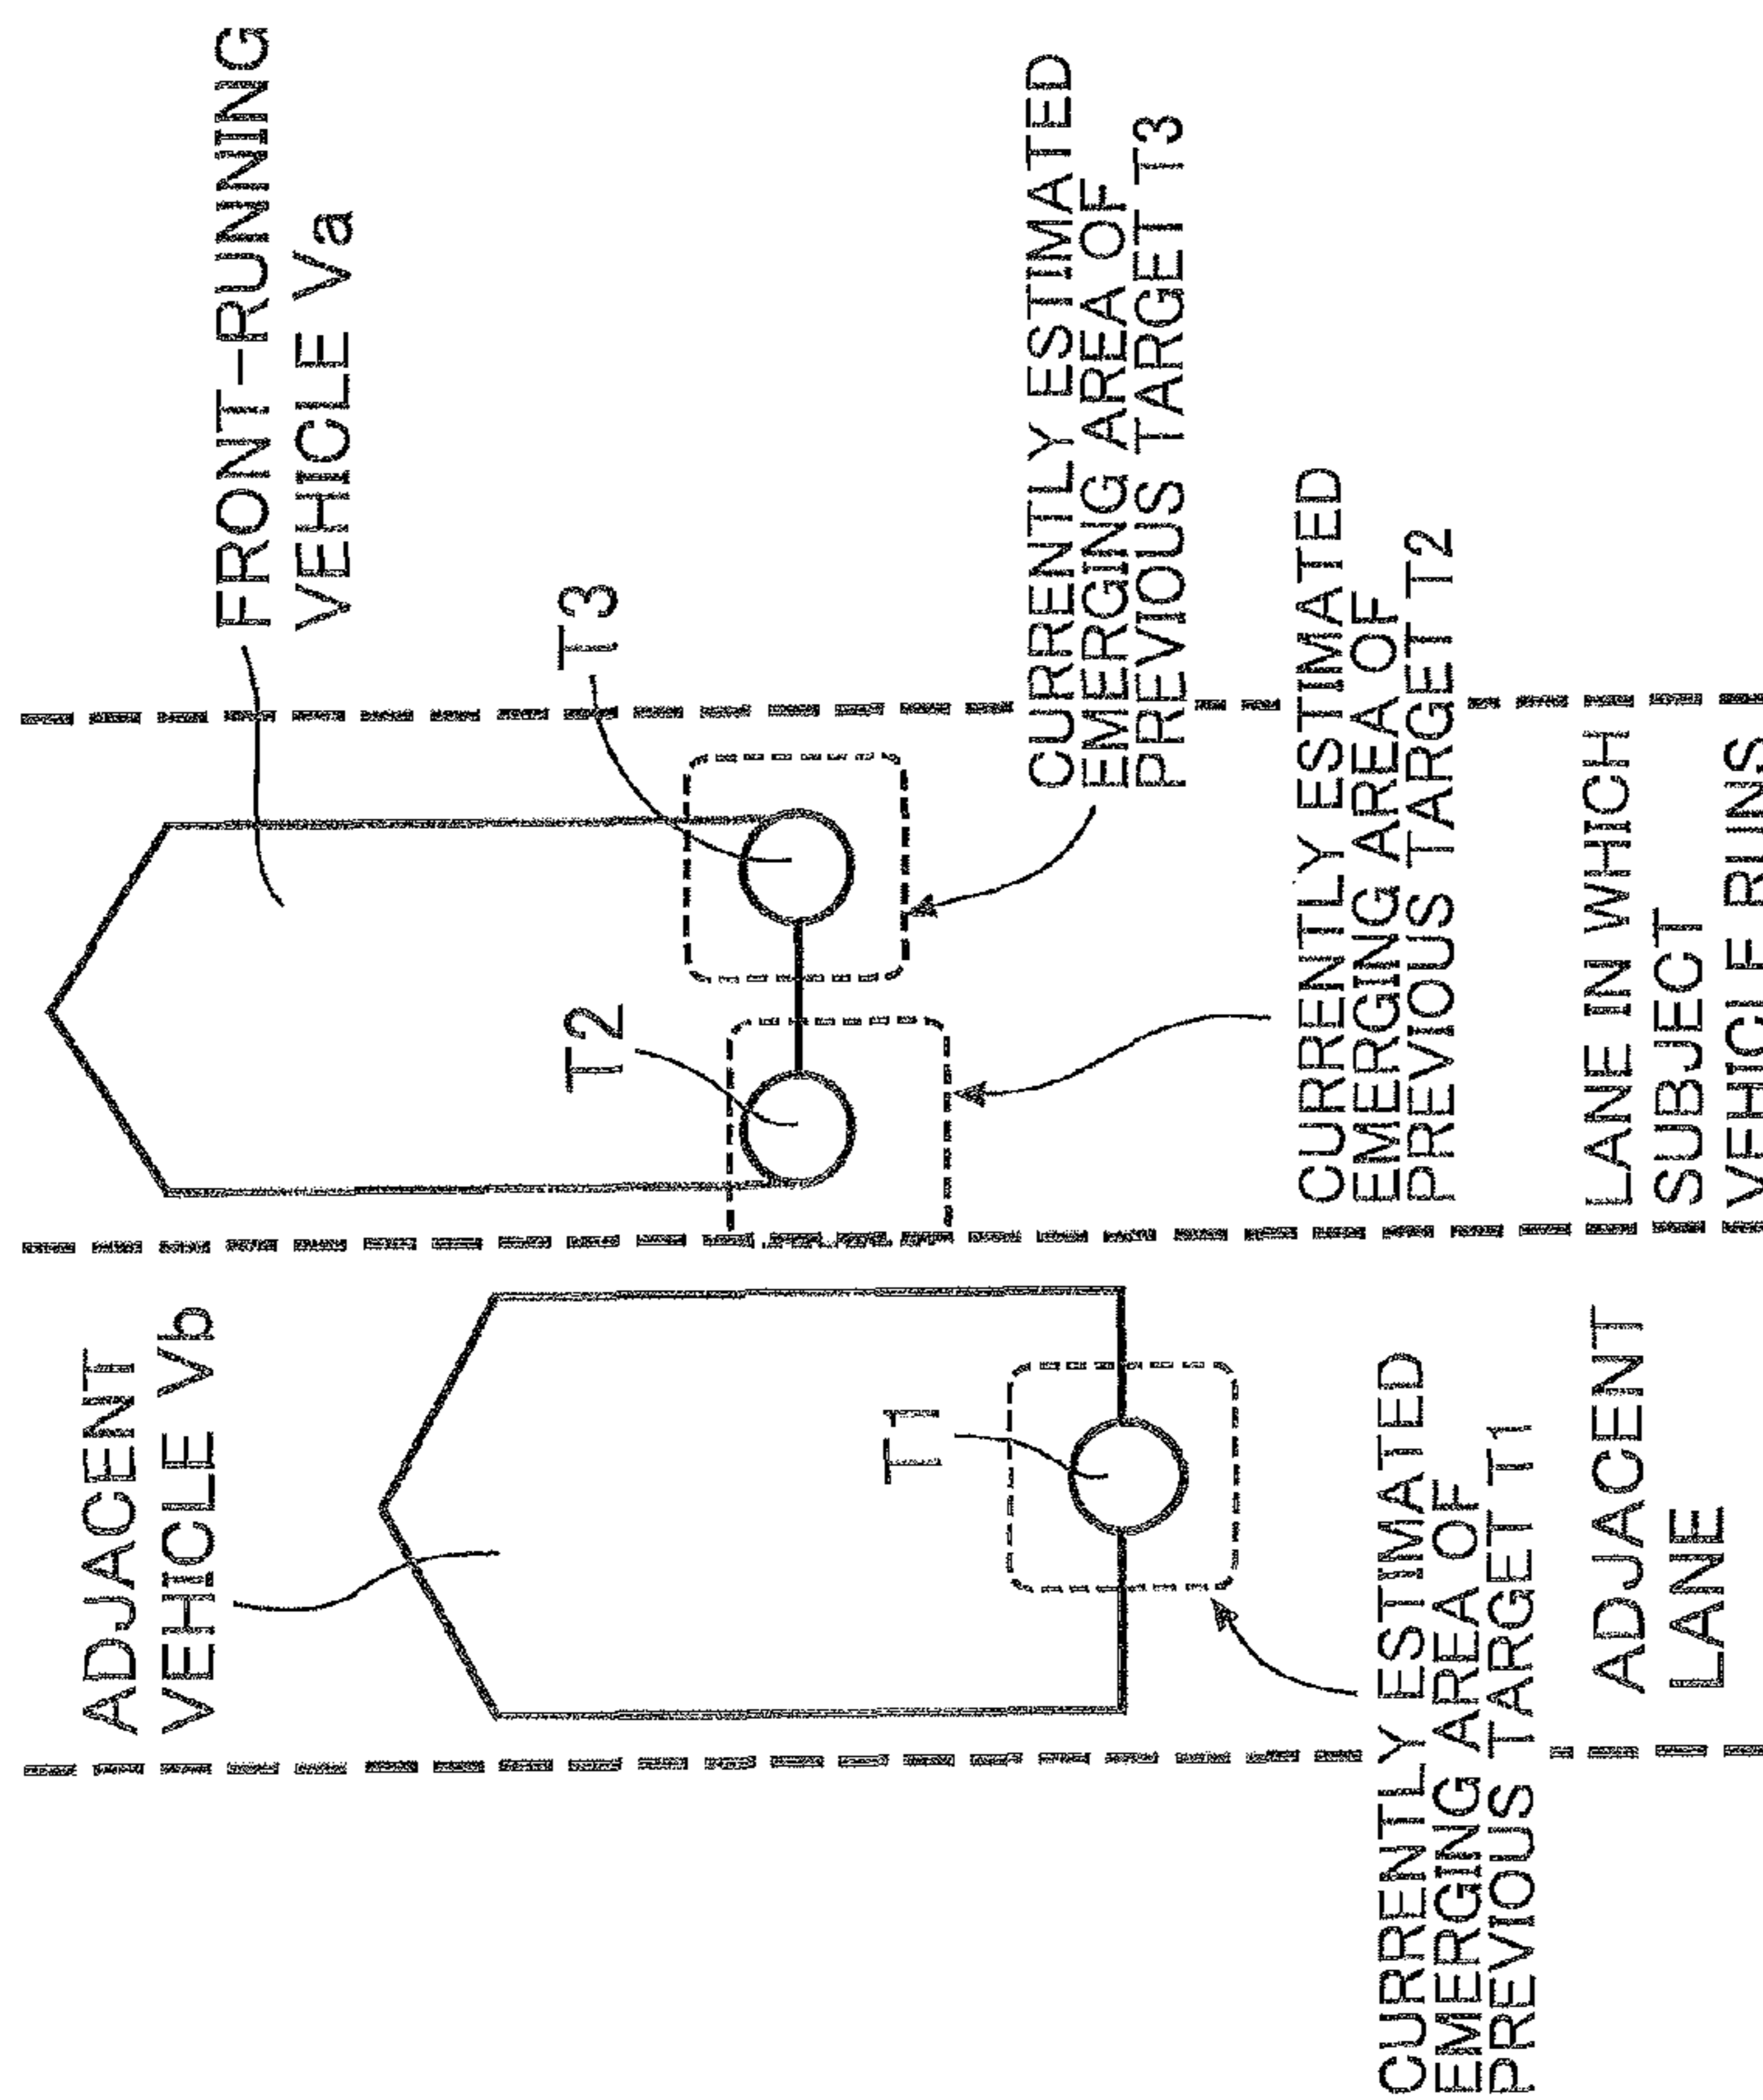 FRONT-RUNNING
VEHICLE Va
T3
CURRENTLY ESTIMATED
EMERGING AREA OF
PREVIOUS TARGET T3
T2
CURRENTLY ESTIMATED
EMERGING AREA OF
PREVIOUS TARGET T2
LANE IN WHICH
SUBJECT
VEHICLE RUNS
ADJACENT
VEHICLE Vb
T1
CURRENTLY ESTIMATED
EMERGING AREA OF
PREVIOUS TARGET T1
ADJACENT
LANE